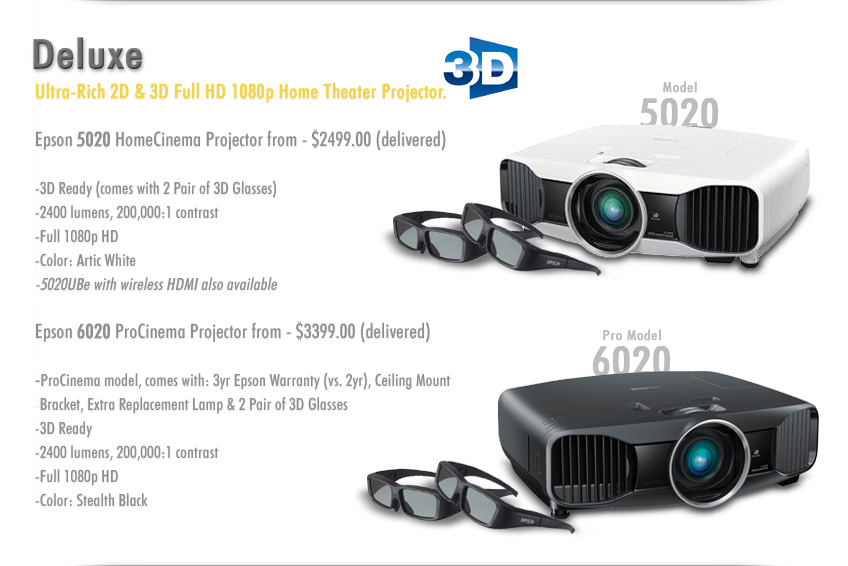 Deluxe
3D
Ultra-Rich 2D & 3D Full HD 1080p Home Theater Projector.
Model
5020
Epson 5020 HomeCinema Projector from - $2499.00 (delivered)
-3D Ready (comes with 2 Pair of 3D Glasses)
-2400 lumens, 200,000:1 contrast
-Full 1080p HD
-Color: Artic White
-5020UBe with wireless HDMI also available
EPSON
Epson 6020 ProCinema Projector from - $3399.00 (delivered)
Pro Model
6020
-ProCinema model, comes with: 3yr Epson Warranty (vs. 2yr), Ceiling Mount
Bracket, Extra Replacement Lamp & 2 Pair of 3D Glasses
-3D Ready
-2400 lumens, 200,000:1 contrast
-Full 1080p HD
-Color: Stealth Black
EPSON